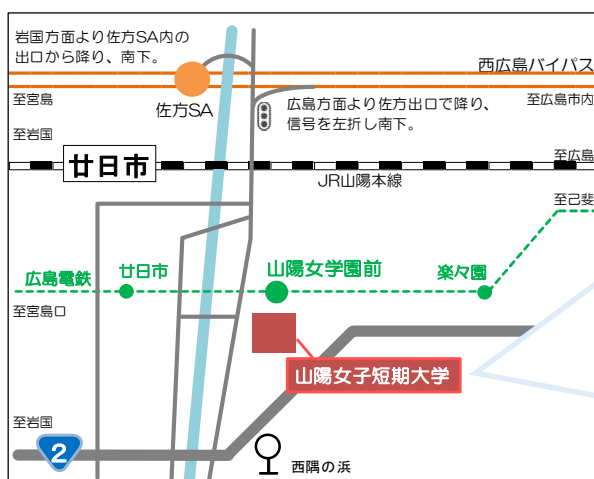 岩国方面より佐方SA内の
出口から降り、南下。
西広島バイパス
至宮島
佐方SA
広島方面より佐方出口で降り、
信号を左折し南下。
至広島市内
至岩国
廿日市
至広島
JR山陽本線
至己斐
広島電鉄
廿日市
山陽女学園前
楽々園
至宮島口
山陽女子短期大学
至岩国
2
西隅の浜